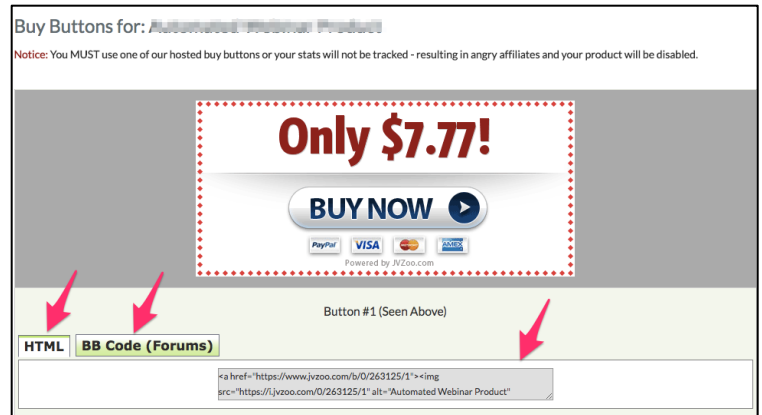 Buy Buttons for:
Notice: You MUST use one of our hosted buy buttons or your stats will not be tracked - resulting in angry affiliates and your product will be disabled.
Only $7.77!
BUY NOW
PayPal VISA MasterCard AMEX
Powered by JVZoo.com
Button #1 (Seen Above)
HTML BB Code (Forums)
<a href="https://www.jvzoo.com/b/0/263125/1"><img
src="https://i.jvzoo.com/0/263125/1" alt="Automated Webinar Product"